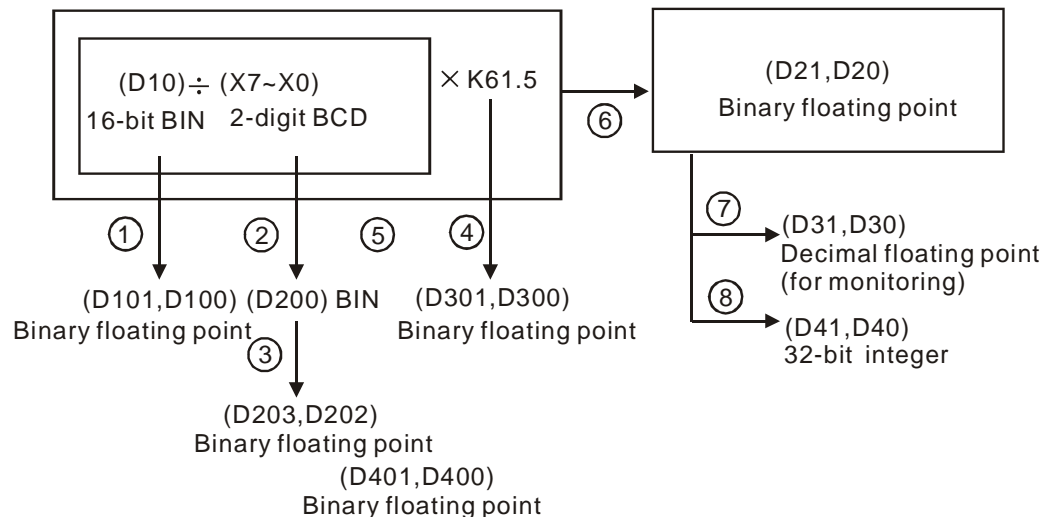 (D10) ÷ (X7~X0)
16-bit BIN 2-digit BCD
× K61.5
(D21,D20)
Binary floating point
6
1
2
5
4
7
(D31,D30)
Decimal floating point
(for monitoring)
8
(D41,D40)
32-bit integer
(D101,D100)
Binary floating point
(D200) BIN
(D301,D300)
Binary floating point
3
(D203,D202)
Binary floating point
(D401,D400)
Binary floating point